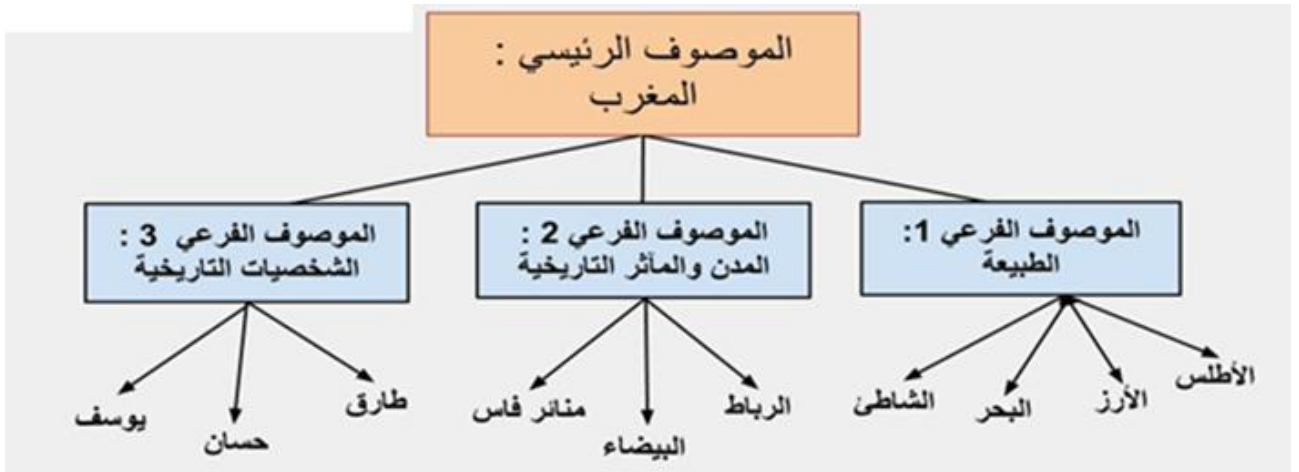 الموصوف الرئيسي :
المغرب
الموصوف الفرعي 1:
الطبيعة
الموصوف الفرعي 2 :
المدن والمآثر التاريخية
الموصوف الفرعي 3 :
الشخصيات التاريخية
الأطلس
الأرز
البحر
الشاطئ
الرباط
البيضاء
منائر فاس
طارق
حسان
يوسف